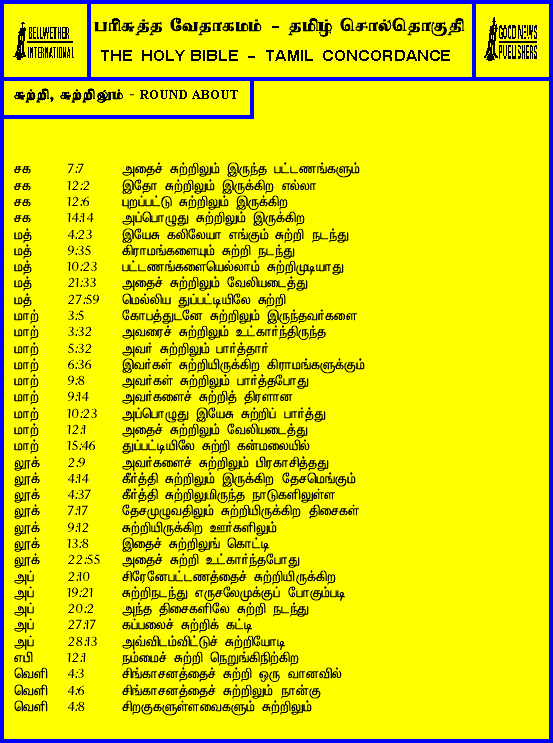 BELLWETHER
INTERNATIONAL
பரிசுத்த வேதாகமம் - தமிழ் சொல்தொகுதி
THE HOLY BIBLE - TAMIL CONCORDANCE
GOOD NEWS
PUBLISHERS
சுற்றி, சுற்றிலும் - ROUND ABOUT
சக 7:7 அதைச் சுற்றிலும் இருந்த பட்டணங்களும்
சக 12:2 இதோ சுற்றிலும் இருக்கிற எல்லா
சக 12:6 புறப்பட்டு சுற்றிலும் இருக்கிற
சக 14:14 அப்பொழுது சுற்றிலும் இருக்கிற
மத் 4:23 இயேசு கலிலேயா எங்கும் சுற்றி நடந்து
மத் 9:35 கிராமங்களையும் சுற்றி நடந்து
மத் 10:23 பட்டணங்களையெல்லாம் சுற்றிமுடியாது
மத் 21:33 அதைச் சுற்றிலும் வேலியடைத்து
மத் 27:59 மெல்லிய துப்பட்டியிலே சுற்றி
மாற் 3:5 கோபத்துடனே சுற்றிலும் இருந்தவர்களை
மாற் 3:32 அவரைச் சுற்றிலும் உட்கார்ந்திருந்த
மாற் 5:32 அவர் சுற்றிலும் பார்த்தார்
மாற் 6:36 இவர்கள் சுற்றியிருக்கிற கிராமங்களுக்கும்
மாற் 9:8 அவர்கள் சுற்றிலும் பார்த்தபோது
மாற் 9:14 அவர்களைச் சுற்றித் திரளான
மாற் 10:23 அப்பொழுது இயேசு சுற்றிப் பார்த்து
மாற் 12:1 அதைச் சுற்றிலும் வேலியடைத்து
மாற் 15:46 துப்பட்டியிலே சுற்றி கன்மலையில்
லூக் 2:9 அவர்களைச் சுற்றிலும் பிரகாசித்தது
லூக் 4:14 கீர்த்தி சுற்றிலும் இருக்கிற தேசமெங்கும்
லூக் 4:37 கீர்த்தி சுற்றிலுமிருந்த நாடுகளிலுள்ள
லூக் 7:17 தேசமுழுவதிலும் சுற்றியிருக்கிற திசைகள்
லூக் 9:12 சுற்றியிருக்கிற ஊர்களிலும்
லூக் 13:8 இதைச் சுற்றிலுங் கொட்டி
லூக் 22:55 அதைச் சுற்றி உட்கார்ந்தபோது
அப் 2:10 சிரேனேபட்டணத்தைச் சுற்றியிருக்கிற
அப் 19:21 சுற்றிநடந்து எருசலேமுக்குப் போகும்படி
அப் 20:2 அந்த திசைகளிலே சுற்றி நடந்து
அப் 27:17 கப்பலைச் சுற்றிக் கட்டி
அப் 28:13 அவ்விடம்விட்டுச் சுற்றியோடி
எபி 12:1 நம்மைச் சுற்றி நெறுங்கிநிற்கிற
வெளி 4:3 சிங்காசனத்தைச் சுற்றி ஒரு வானவில்
வெளி 4:6 சிங்காசனத்தைச் சுற்றிலும் நான்கு
வெளி 4:8 சிறகுகளுள்ளவைகளும் சுற்றிலும்